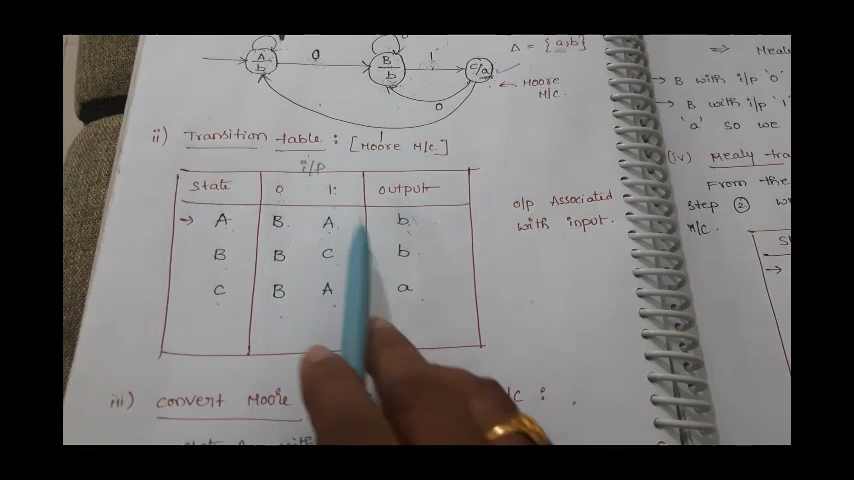 A/b
0
B/b
1
C/a
0
1
Δ = {a,b}
← Moore
M/C.
ii) Transition table : [Moore M/C]
i/p
State 0 1 output
→ A B A b
B B C b
C B A a
o/p Associated
with input.
iii) Convert Moore
/C :
⇒ Mealy
→ B with i/p '0'
→ B with i/p '1'
'a' so we
(iv) Mealy tra
From the
step ② w
M/C.
S
→